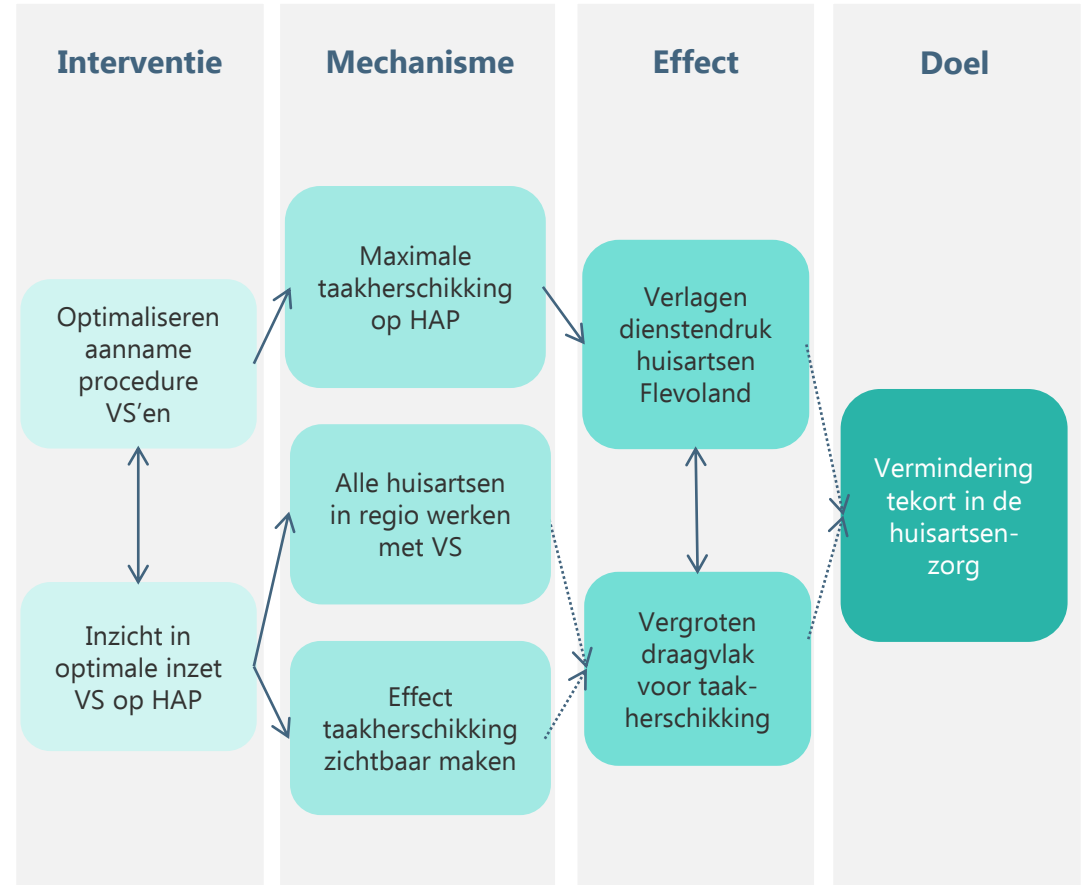 Interventie
Mechanisme
Effect
Doel
Optimaliseren
aanname
procedure
VS’en
Inzicht in
optimale inzet
VS op HAP
Maximale
taakherschikking
op HAP
Alle huisartsen
in regio werken
met VS
Effect
taakherschikking
zichtbaar maken
Verlagen
dienstendruk
huisartsen
Flevoland
Vergroten
draagvlak
voor taak-
herschikking
Vermindering
tekort in de
huisartsen-
zorg